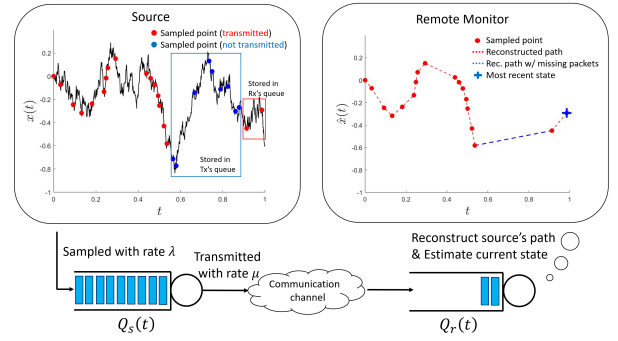 Source
Sampled point (transmitted)
Sampled point (not transmitted)
0.2
0
-0.2
-0.4
-0.6
-0.8
-1
x(t)
Stored in
Rx's queue
Stored in
Tx's queue
0 0.2 0.4 0.6 0.8 1
t
Remote Monitor
Sampled point
Reconstructed path
Rec. path w/ missing packets
Most recent state
0.2
0
-0.2
-0.4
-0.6
-0.8
-1
x̂(t)
0 0.2 0.4 0.6 0.8 1
t
Sampled with rate λ
Transmitted
with rate μ
Communication
channel
Reconstruct source's path
& Estimate current state
Qs(t)
Qr(t)